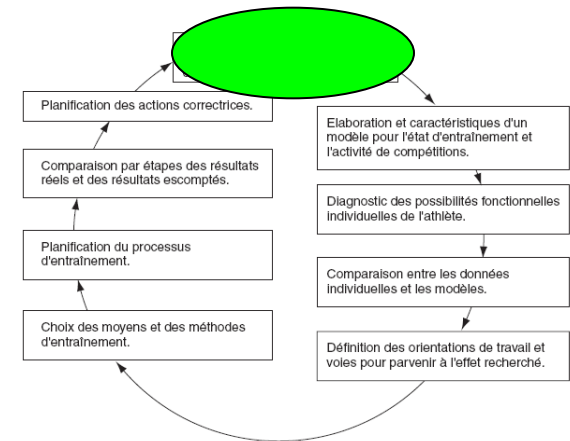 Elaboration et caractéristiques d'un
modèle pour l'état d'entraînement et
l'activité de compétitions.
Diagnostic des possibilités fonctionnelles
individuelles de l'athlète.
Comparaison entre les données
individuelles et les modèles.
Définition des orientations de travail et
voies pour parvenir à l'effet recherché.
Choix des moyens et des méthodes
d'entraînement.
Planification du processus
d'entraînement.
Comparaison par étapes des résultats
réels et des résultats escomptés.
Planification des actions correctrices.